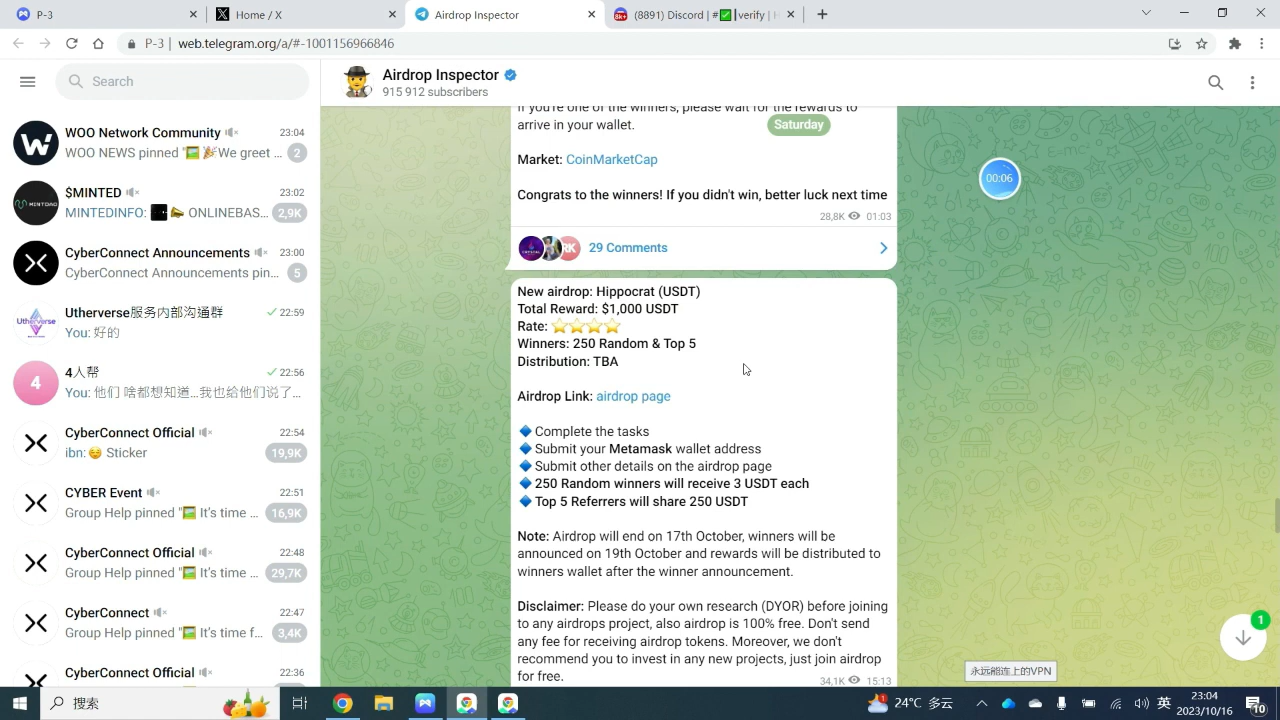 P-3
Home / X
Airdrop Inspector
(8891) Discord | #✅|verify | H
P-3 | web.telegram.org/a/#-1001156966846
Search
Airdrop Inspector
915 912 subscribers
WOO Network Community
23:04
WOO NEWS pinned "🖼🎉We greet ...
2
$MINTED
23:02
MINTEDINFO: ONLINEBAS...
2,9K
CyberConnect Announcements
23:00
CyberConnect Announcements pin...
5
Utherverse服务内部沟通群
22:59
You: 好的
4
4人帮
22:56
You: 他们 啥都想知道...我也给他们说了...
CyberConnect Official
22:54
ibn: 😏 Sticker
19,9K
CYBER Event
22:51
Group Help pinned "🖼 It's time ...
16,9K
CyberConnect Official
22:48
Group Help pinned "🖼 It's time ...
29,7K
CyberConnect
22:47
Group Help pinned "🖼 It's time f...
3,4K
CyberConnect Official
22:36
If you're one of the winners, please wait for the rewards to
arrive in your wallet.
Saturday
Market: CoinMarketCap
Congrats to the winners! If you didn't win, better luck next time
28,8K 01:03
RK
29 Comments
New airdrop: Hippocrat (USDT)
Total Reward: $1,000 USDT
Rate: ⭐⭐⭐⭐
Winners: 250 Random & Top 5
Distribution: TBA
Airdrop Link: airdrop page
🔷 Complete the tasks
🔷 Submit your Metamask wallet address
🔷 Submit other details on the airdrop page
🔷 250 Random winners will receive 3 USDT each
🔷 Top 5 Referrers will share 250 USDT
Note: Airdrop will end on 17th October, winners will be
announced on 19th October and rewards will be distributed to
winners wallet after the winner announcement.
Disclaimer: Please do your own research (DYOR) before joining
to any airdrops project, also airdrop is 100% free. Don't send
any fee for receiving airdrop tokens. Moreover, we don't
recommend you to invest in any new projects, just join airdrop
for free.
34,1K 15:13
00:06
1
永远能连上的VPN
搜索
24°C 多云
英
23:04
2023/10/16
10